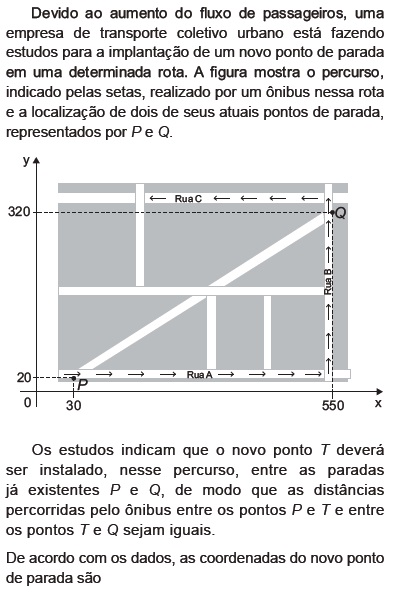 Devido ao aumento do fluxo de passageiros, uma
empresa de transporte coletivo urbano está fazendo
estudos para a implantação de um novo ponto de parada
em uma determinada rota. A figura mostra o percurso,
indicado pelas setas, realizado por um ônibus nessa rota
e a localização de dois de seus atuais pontos de parada,
representados por P e Q.
y
Rua C
320
Q
Rua B
20
P
Rua A
0
30
550
x
Os estudos indicam que o novo ponto T deverá
ser instalado, nesse percurso, entre as paradas
já existentes P e Q, de modo que as distâncias
percorridas pelo ônibus entre os pontos P e T e entre
os pontos T e Q sejam iguais.
De acordo com os dados, as coordenadas do novo ponto
de parada são